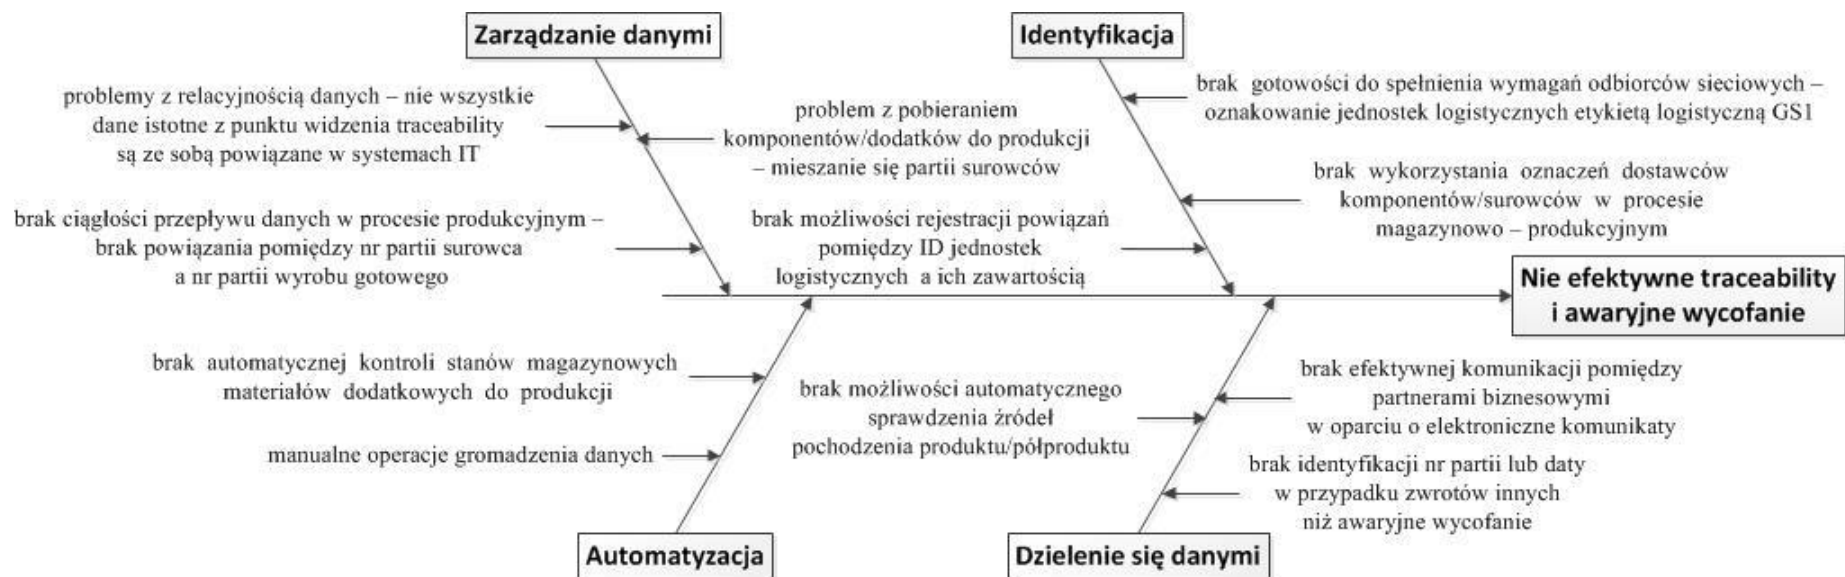 Zarządzanie danymi
problemy z relacyjnością danych – nie wszystkie
dane istotne z punktu widzenia traceability
są ze sobą powiązane w systemach IT
problem z pobieraniem
komponentów/dodatków do produkcji
– mieszanie się partii surowców
brak ciągłości przepływu danych w procesie produkcyjnym –
brak powiązania pomiędzy nr partii surowca
a nr partii wyrobu gotowego
Identyfikacja
brak gotowości do spełnienia wymagań odbiorców sieciowych –
oznakowanie jednostek logistycznych etykietą logistyczną GS1
brak wykorzystania oznaczeń dostawców
komponentów/surowców w procesie
magazynowo – produkcyjnym
brak możliwości rejestracji powiązań
pomiędzy ID jednostek
logistycznych a ich zawartością
Nie efektywne traceability
i awaryjne wycofanie
brak automatycznej kontroli stanów magazynowych
materiałów dodatkowych do produkcji
manualne operacje gromadzenia danych
Automatyzacja
brak możliwości automatycznego
sprawdzenia źródeł
pochodzenia produktu/półproduktu
brak efektywnej komunikacji pomiędzy
partnerami biznesowymi
w oparciu o elektroniczne komunikaty
brak identyfikacji nr partii lub daty
w przypadku zwrotów innych
niż awaryjne wycofanie
Dzielenie się danymi